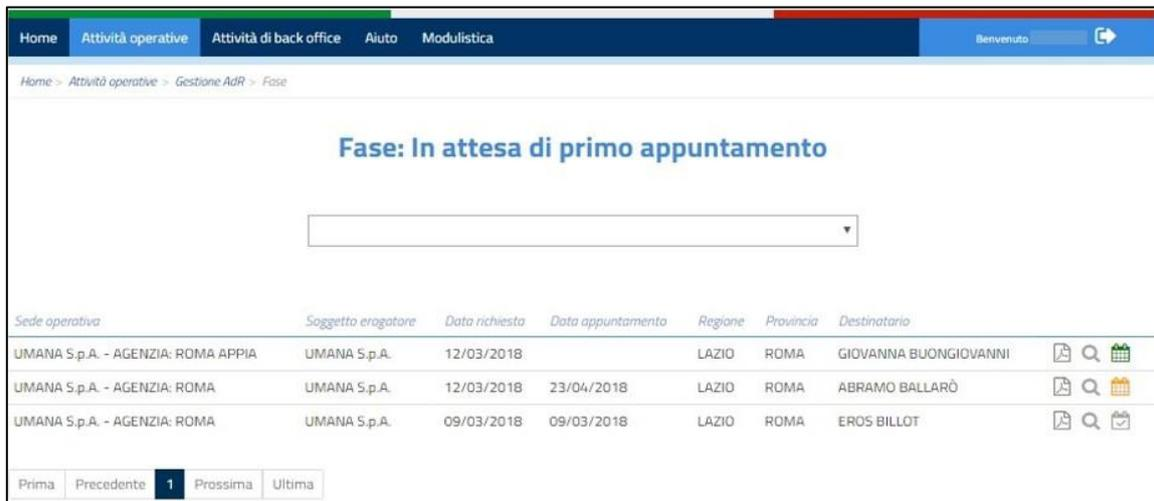 Home Attività operative Attività di back office Aiuto Modulistica Benvenuto
Home > Attività operative > Gestione AdR > Fase
Fase: In attesa di primo appuntamento
Sede operativa Soggetto erogatore Data richiesta Data appuntamento Regione Provincia Destinatario
UMANA S.p.A. - AGENZIA: ROMA APPIA UMANA S.p.A. 12/03/2018 LAZIO ROMA GIOVANNA BUONGIOVANNI
UMANA S.p.A. - AGENZIA: ROMA UMANA S.p.A. 12/03/2018 23/04/2018 LAZIO ROMA ABRAMO BALLARÒ
UMANA S.p.A. - AGENZIA: ROMA UMANA S.p.A. 09/03/2018 09/03/2018 LAZIO ROMA EROS BILLOT
Prima Precedente 1 Prossima Ultima